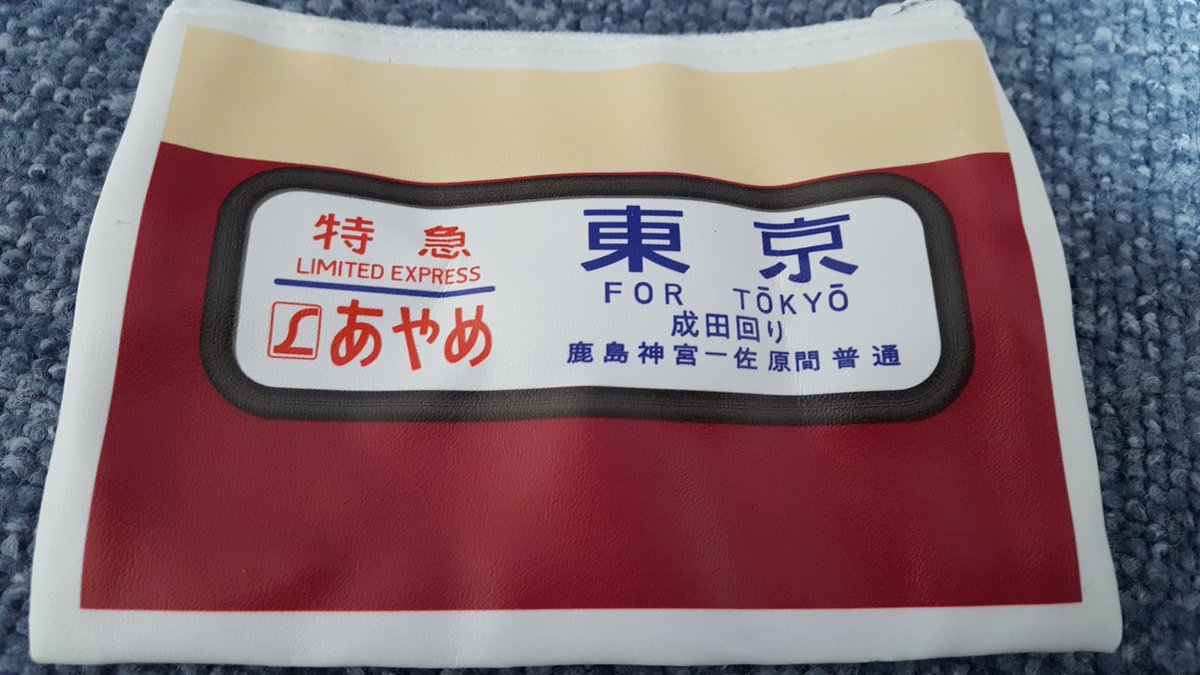 特急
LIMITED EXPRESS
あやめ
東京
FOR TŌKYŌ
成田回り
鹿島神宮ー佐原間普通